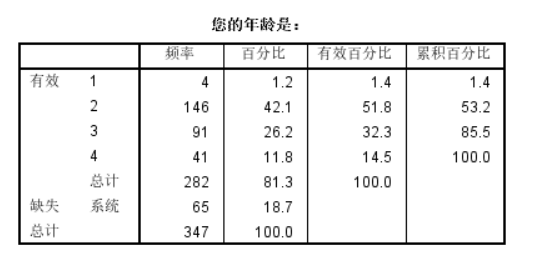 您的年龄是：
频率 百分比 有效百分比 累积百分比
有效 1 4 1.2 1.4 1.4
2 146 42.1 51.8 53.2
3 91 26.2 32.3 85.5
4 41 11.8 14.5 100.0
总计 282 81.3 100.0
缺失 系统 65 18.7
总计 347 100.0